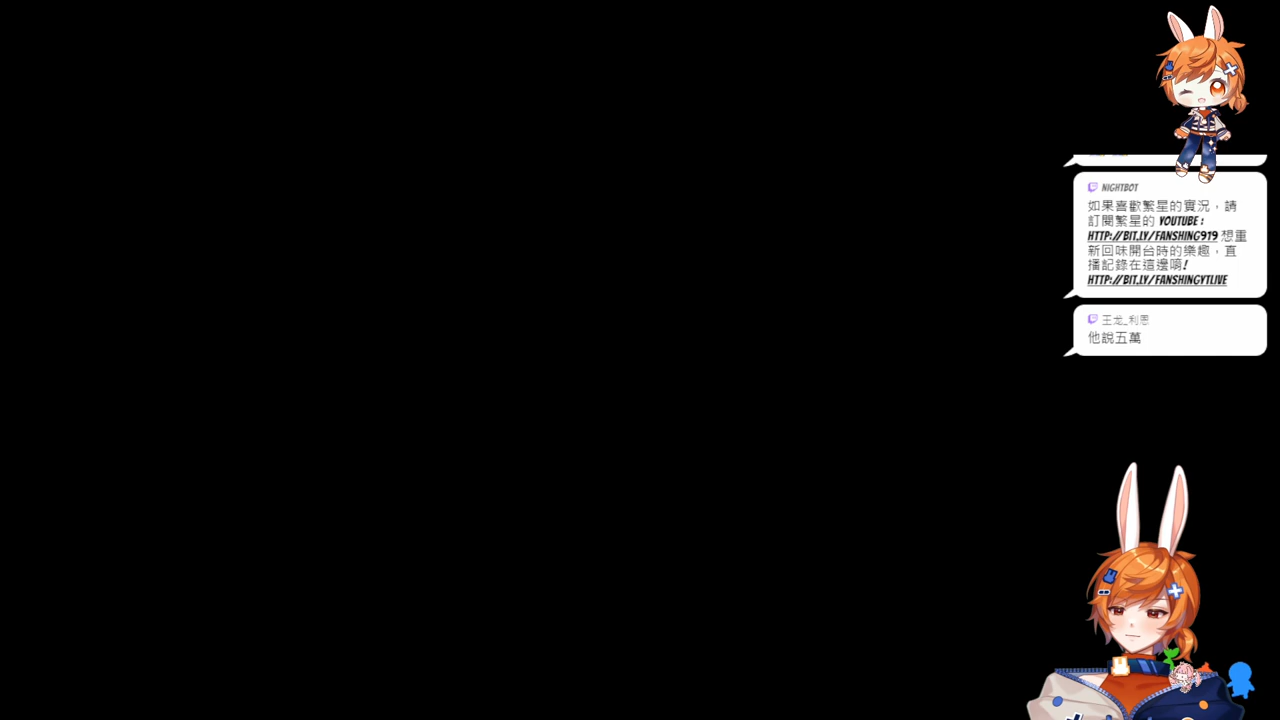 NIGHTBOT
如果喜歡繁星的實況，請
訂閱繁星的 YOUTUBE :
HTTP://BIT.LY/FANSHING919 想重
新回味開台時的樂趣，直
播記錄在這邊唷!
HTTP://BIT.LY/FANSHINGYTLIVE
王龙_利恩
他說五萬